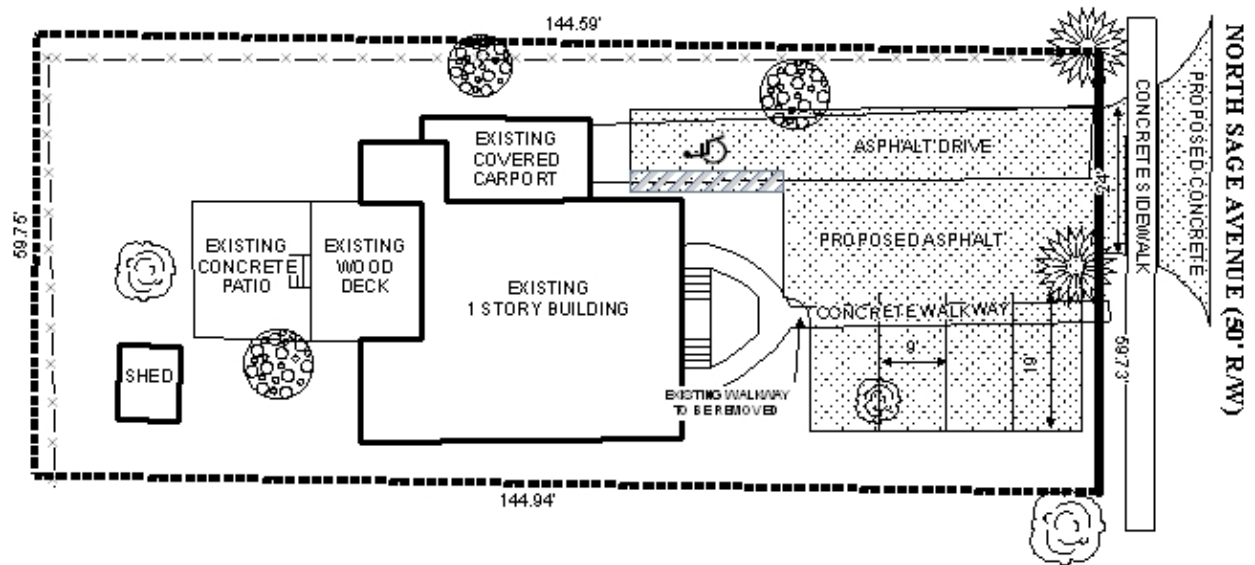 144.59'
NORTH SAGE AVENUE (50' R/W)
PROPOSED CONCRETE
CONCRETE SIDEWALK
EXISTING
COVERED
CARPORT
ASPHALT DRIVE
24'
59.75'
EXISTING
CONCRETE
PATIO
EXISTING
WOOD
DECK
EXISTING
1 STORY BUILDING
PROPOSED ASPHALT
CONCRETE WALKWAY
9'
16'
59.73'
SHED
EXISTING WALKWAY
TO BE REMOVED
144.94'